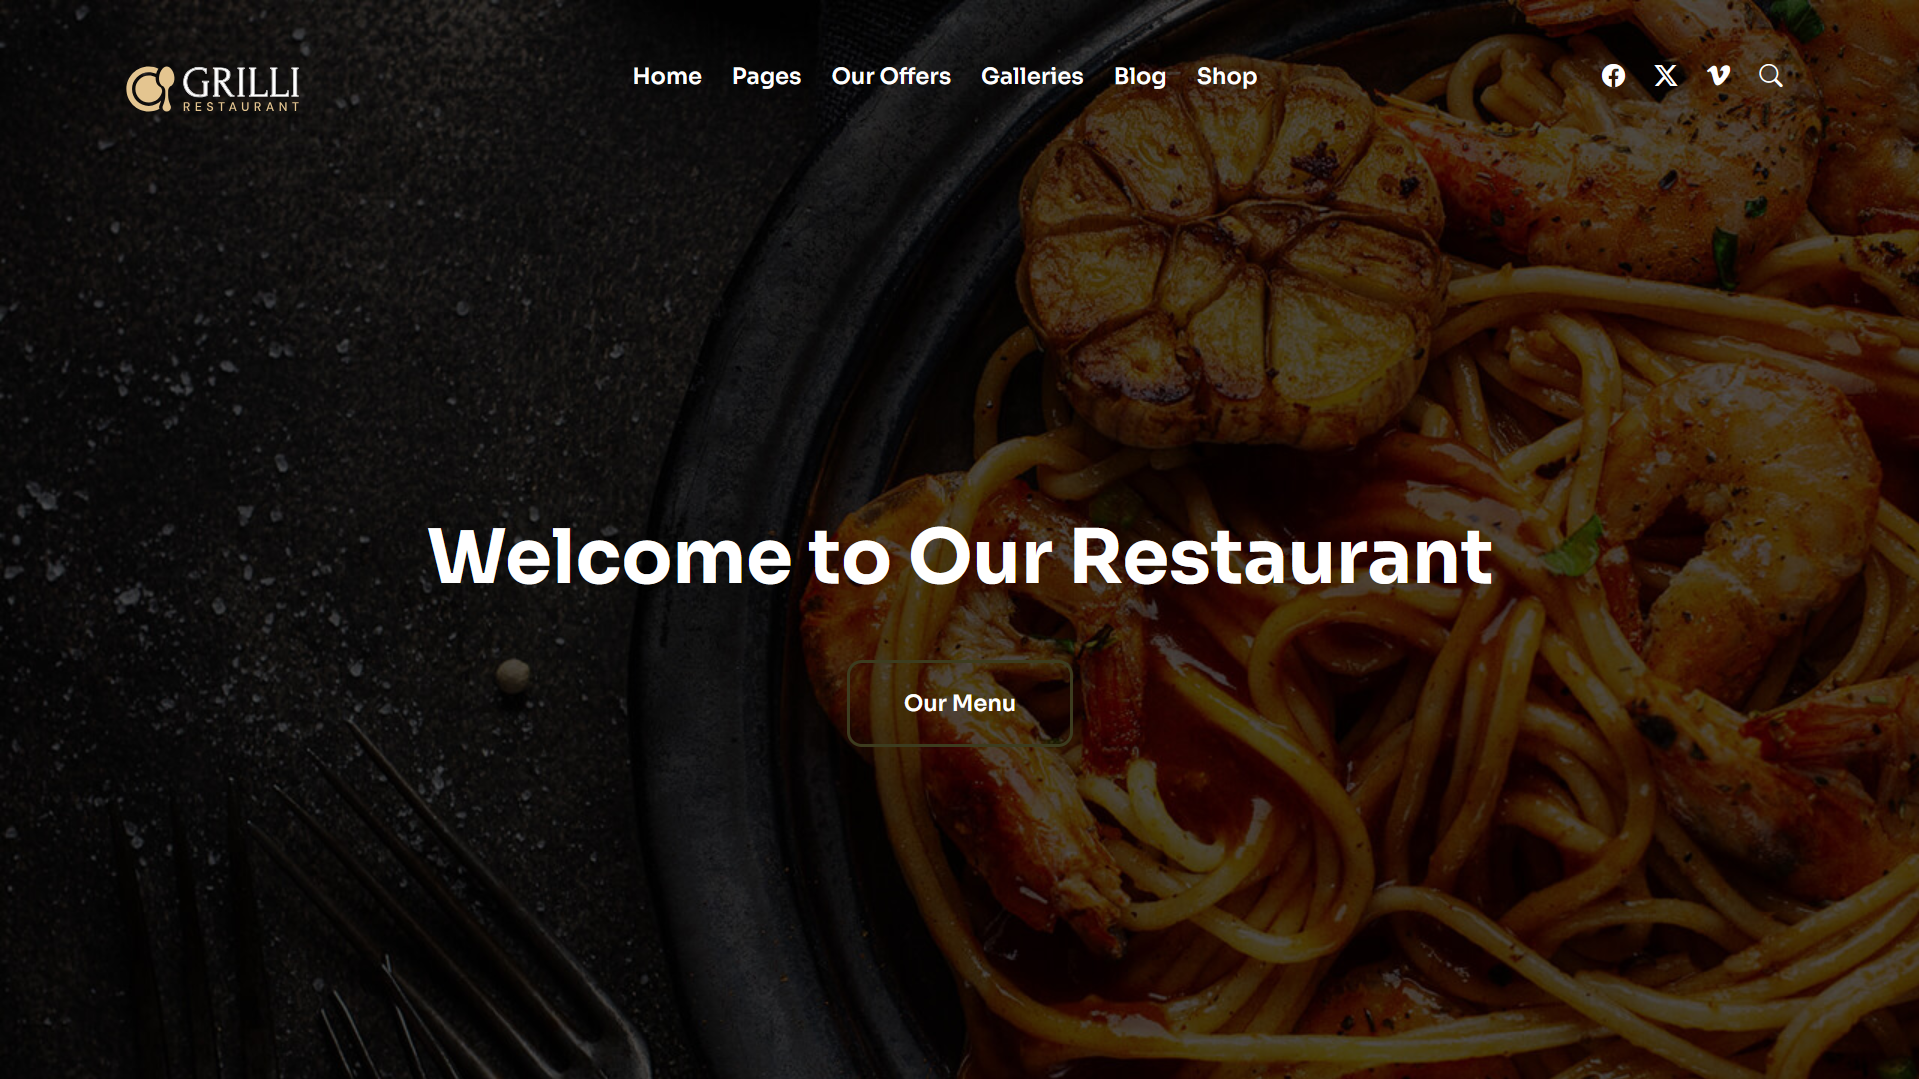 GRILLI
RESTAURANT
Home Pages Our Offers Galleries Blog Shop
Welcome to Our Restaurant
Our Menu